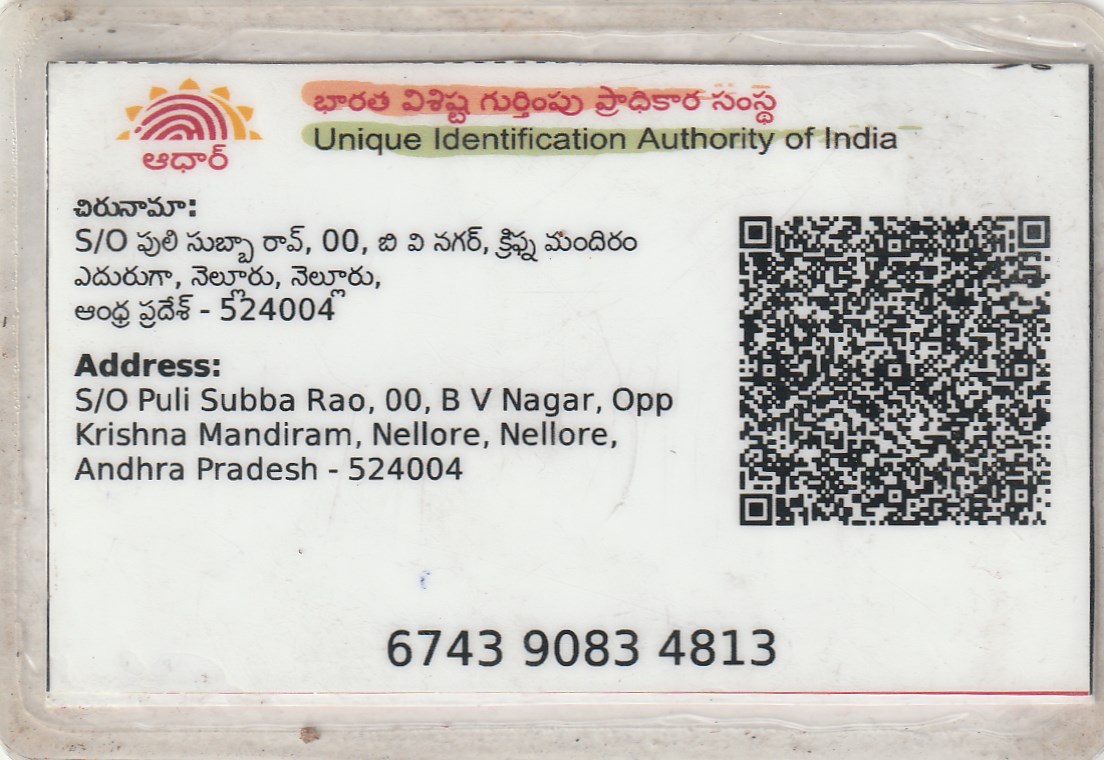 భారత విశిష్ట గుర్తింపు ప్రాధికార సంస్థ
Unique Identification Authority of India
ఆధార్
చిరునామా:
S/O పులి సుబ్బా రావ్, 00, బి వి నగర్, క్రిష్న మందిరం
ఎదురుగా, నెల్లూరు, నెల్లూరు,
ఆంధ్ర ప్రదేశ్ - 524004
Address:
S/O Puli Subba Rao, 00, B V Nagar, Opp
Krishna Mandiram, Nellore, Nellore,
Andhra Pradesh - 524004
6743 9083 4813